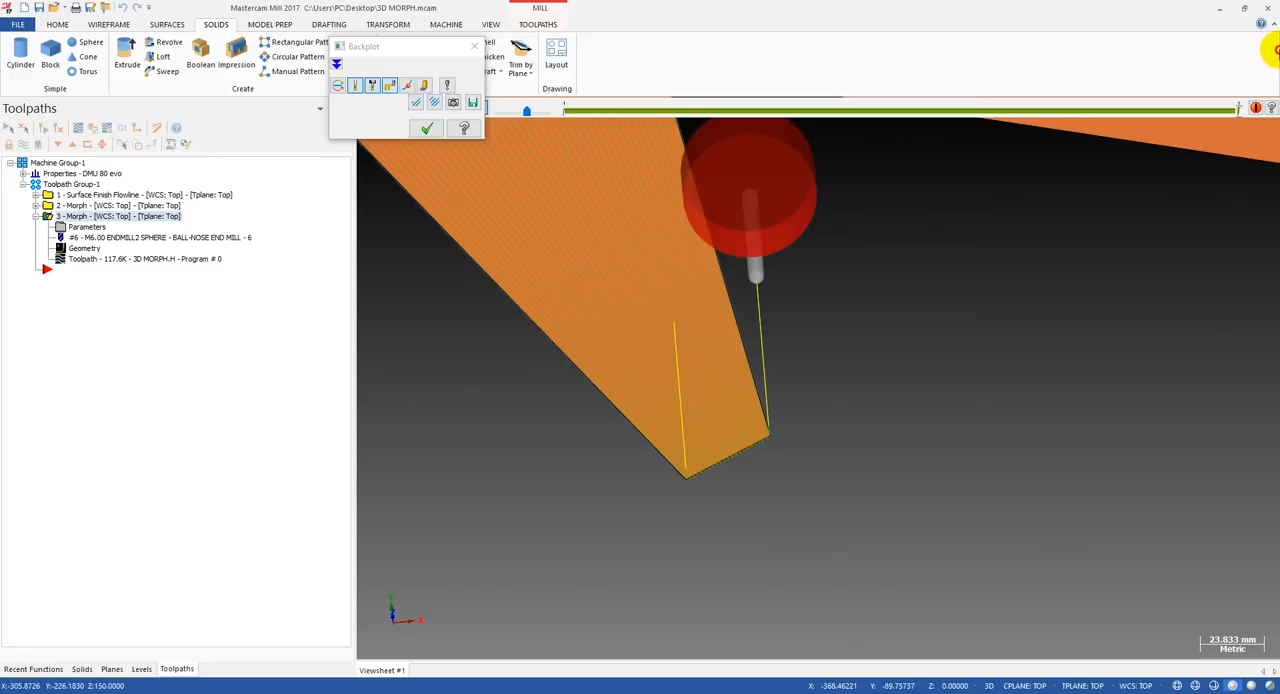 Mastercam Mill 2017 C:\Users\PC\Desktop\3D MORPH.mcam
MILL
FILE
HOME
WIREFRAME
SURFACES
SOLIDS
MODEL PREP
DRAFTING
TRANSFORM
MACHINE
VIEW
TOOLPATHS
Cylinder
Block
Sphere
Cone
Torus
Simple
Extrude
Revolve
Loft
Sweep
Boolean
Impression
Rectangular Patt
Circular Pattern
Manual Pattern
Create
Backplot
Trim by
Plane
Layout
Drawing
Toolpaths
Machine Group-1
Properties - DMU 80 evo
Toolpath Group-1
1 - Surface Finish Flowline - [WCS: Top] - [Tplane: Top]
2 - Morph - [WCS: Top] - [Tplane: Top]
3 - Morph - [WCS: Top] - [Tplane: Top]
Parameters
#6 - M6.00 ENDMILL2 SPHERE - BALL-NOSE END MILL - 6
Geometry
Toolpath - 117.6K - 3D MORPH.H - Program # 0
23.833 mm
Metric
Recent Functions
Solids
Planes
Levels
Toolpaths
Viewsheet #1
X:-305.8726 Y:-226.1830 Z:150.0000
X: -368.46221 Y: -89.75737 Z: 0.00000 3D CPLANE: TOP TPLANE: TOP WCS: TOP